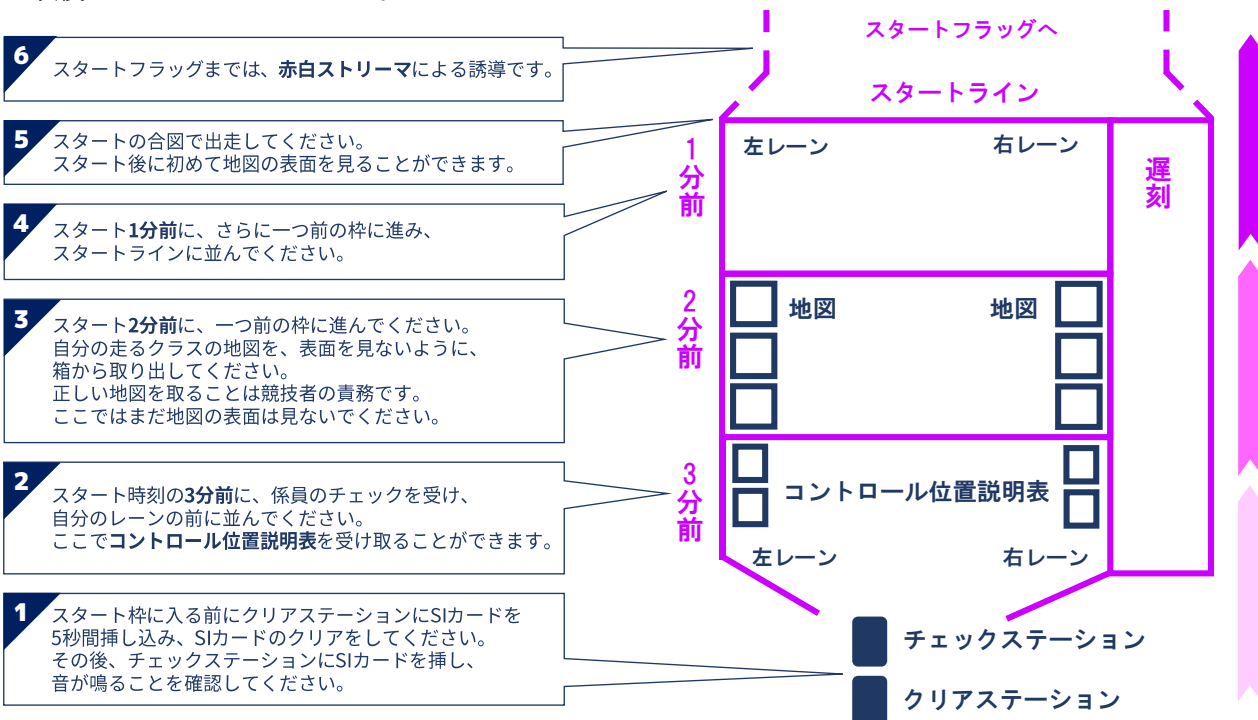 6
スタートフラッグまでは、赤白ストリーマによる誘導です。
5
スタートの合図で出走してください。
スタート後に初めて地図の表面を見ることができます。
4
スタート1分前に、さらに一つ前の枠に進み、
スタートラインに並んでください。
3
スタート2分前に、一つ前の枠に進んでください。
自分の走るクラスの地図を、表面を見ないように、
箱から取り出してください。
正しい地図を取ることは競技者の責務です。
ここではまだ地図の表面は見ないでください。
2
スタート時刻の3分前に、係員のチェックを受け、
自分のレーンの前に並んでください。
ここでコントロール位置説明表を受け取ることができます。
1
スタート枠に入る前にクリアステーションにSIカードを
5秒間挿し込み、SIカードのクリアをしてください。
その後、チェックステーションにSIカードを挿し、
音が鳴ることを確認してください。
スタートフラッグへ
スタートライン
1分前
左レーン
右レーン
遅刻
2分前
地図
地図
3分前
コントロール位置説明表
左レーン
右レーン
チェックステーション
クリアステーション